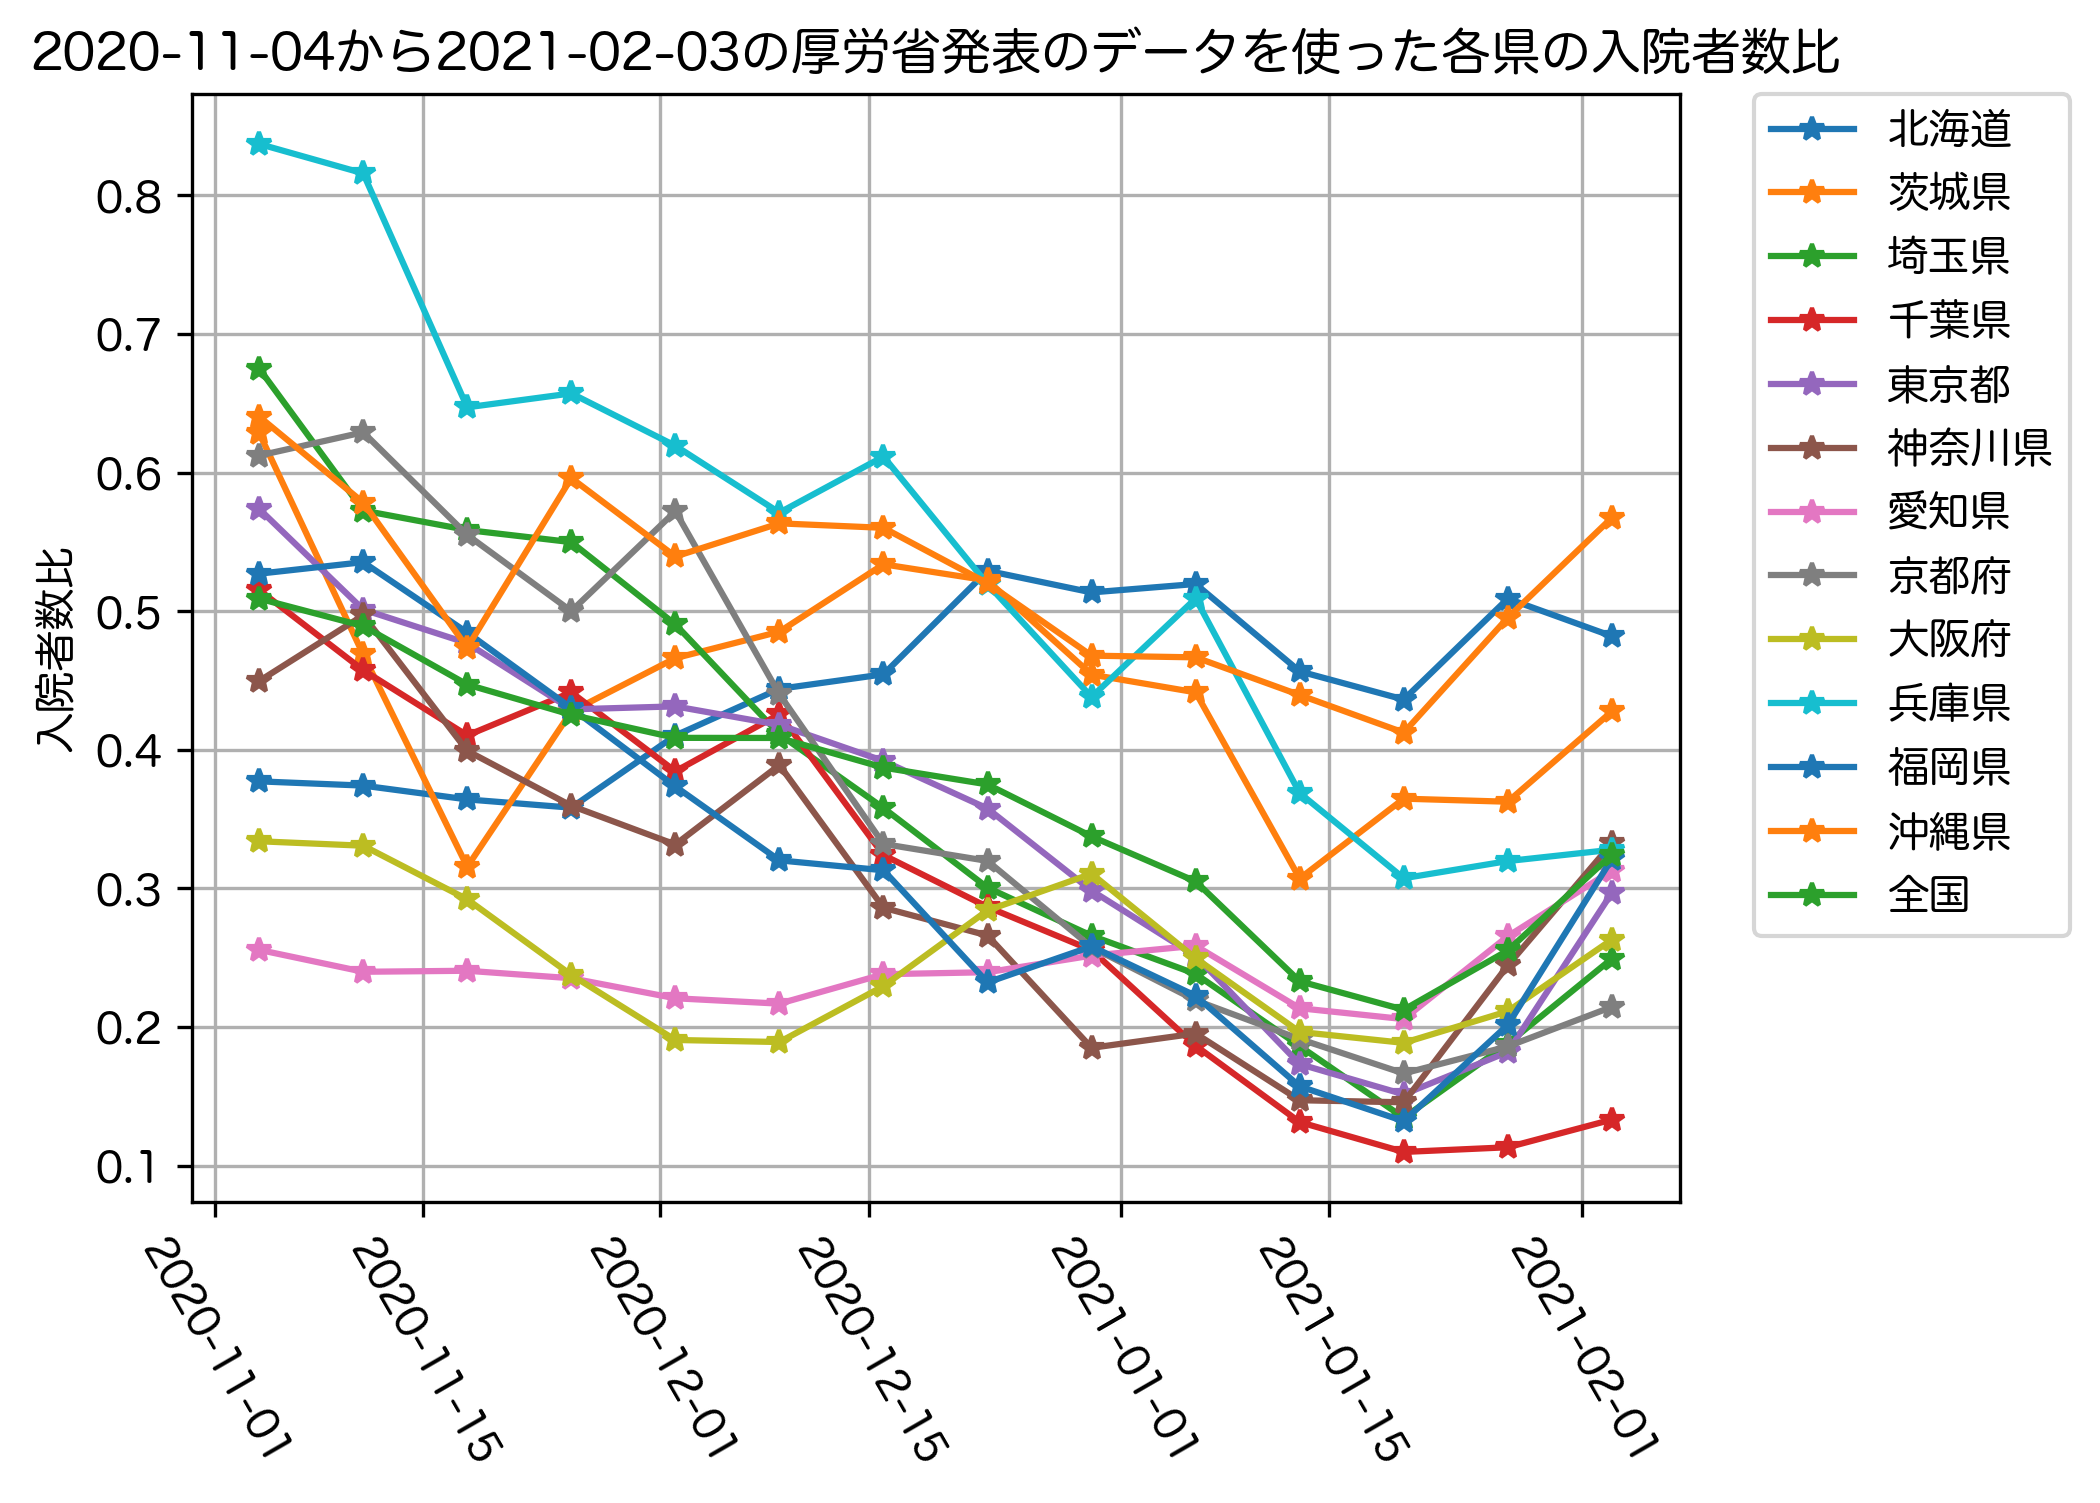 2020-11-04から2021-02-03の厚労省発表のデータを使った各県の入院者数比
入院者数比
0.8
0.7
0.6
0.5
0.4
0.3
0.2
0.1
2020-11-01
2020-11-15
2020-12-01
2020-12-15
2021-01-01
2021-01-15
2021-02-01
北海道
茨城県
埼玉県
千葉県
東京都
神奈川県
愛知県
京都府
大阪府
兵庫県
福岡県
沖縄県
全国